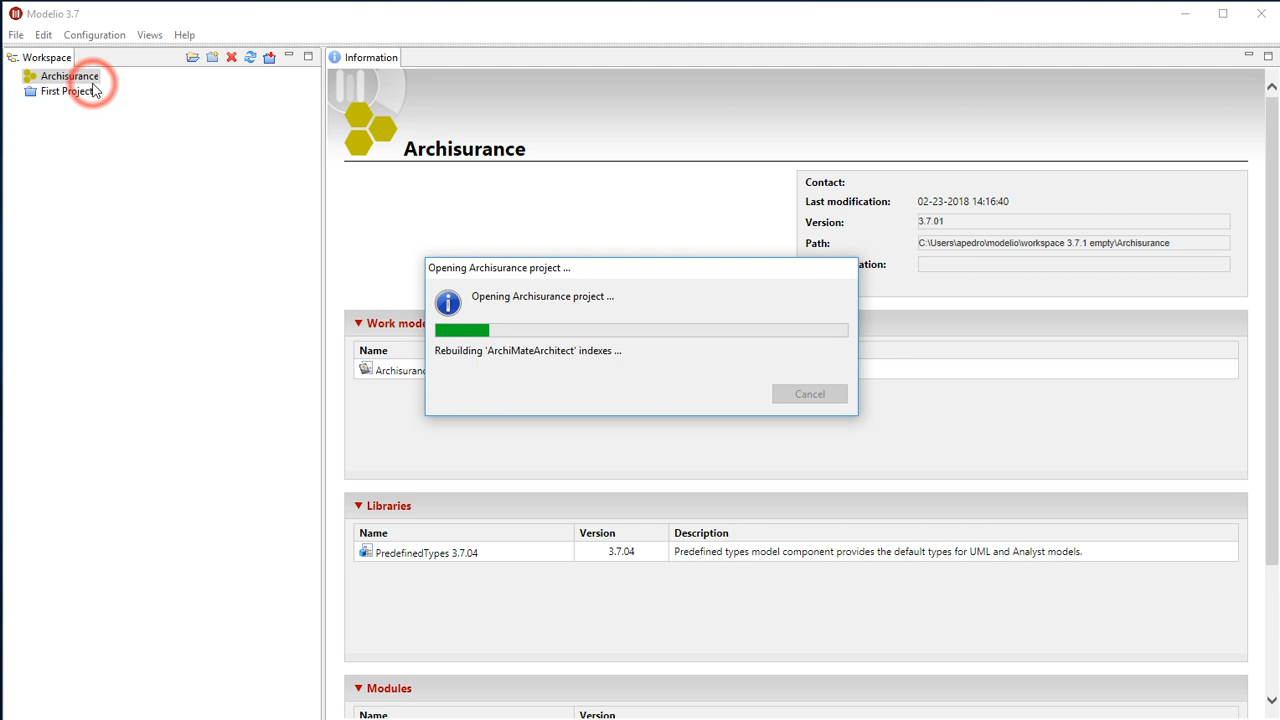 Modelio 3.7
File Edit Configuration Views Help
Workspace
Archisurance
First Project
Information
Archisurance
Contact:
Last modification: 02-23-2018 14:16:40
Version: 3.7.01
Path: C:\Users\apedro\modelio\workspace 3.7.1 empty\Archisurance
ation:
Opening Archisurance project ...
Opening Archisurance project ...
Rebuilding 'ArchiMateArchitect' indexes ...
Cancel
Work mode
Name
Archisuranc
Libraries
Name Version Description
PredefinedTypes 3.7.04 3.7.04 Predefined types model component provides the default types for UML and Analyst models.
Modules
Name Version